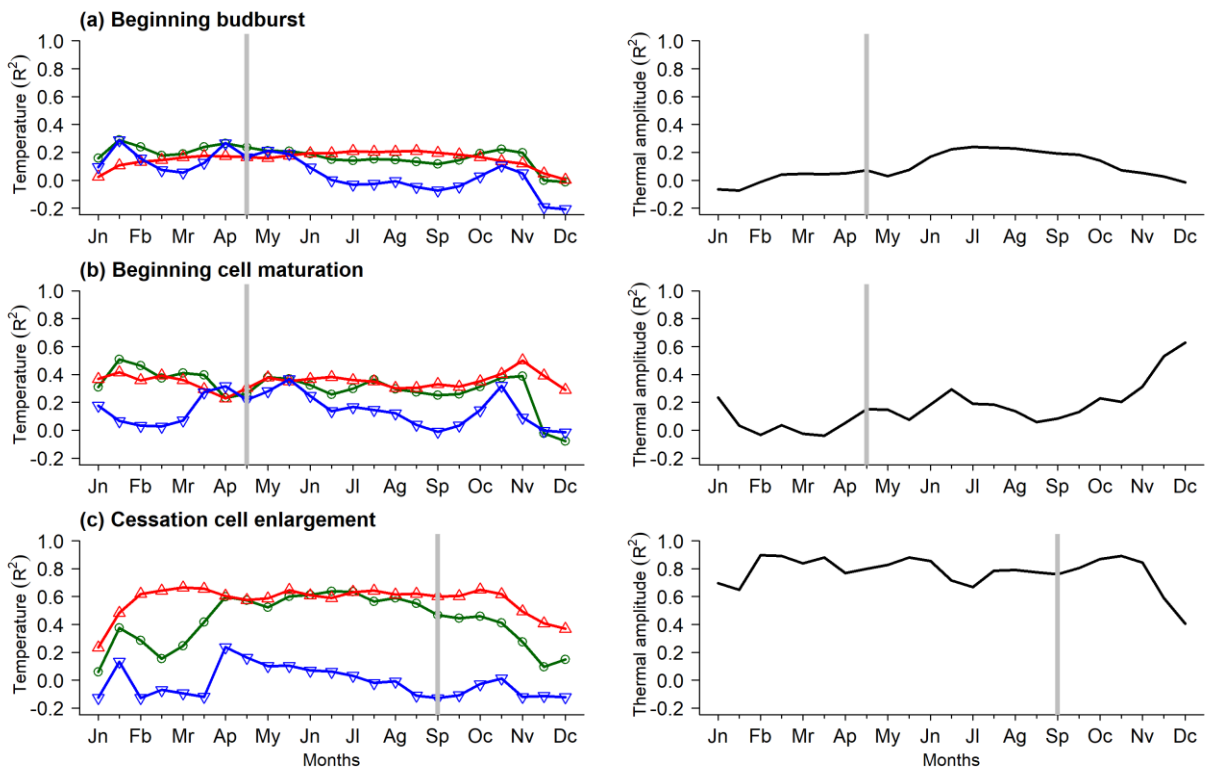 (a) Beginning budburst
Temperature (R²)
1.0
0.8
0.6
0.4
0.2
0.0
-0.2
Jn Fb Mr Ap My Jn Jl Ag Sp Oc Nv Dc
Thermal amplitude (R²)
1.0
0.8
0.6
0.4
0.2
0.0
-0.2
Jn Fb Mr Ap My Jn Jl Ag Sp Oc Nv Dc
(b) Beginning cell maturation
Temperature (R²)
1.0
0.8
0.6
0.4
0.2
0.0
-0.2
Jn Fb Mr Ap My Jn Jl Ag Sp Oc Nv Dc
Thermal amplitude (R²)
1.0
0.8
0.6
0.4
0.2
0.0
-0.2
Jn Fb Mr Ap My Jn Jl Ag Sp Oc Nv Dc
(c) Cessation cell enlargement
Temperature (R²)
1.0
0.8
0.6
0.4
0.2
0.0
-0.2
Jn Fb Mr Ap My Jn Jl Ag Sp Oc Nv Dc
Months
Thermal amplitude (R²)
1.0
0.8
0.6
0.4
0.2
0.0
-0.2
Jn Fb Mr Ap My Jn Jl Ag Sp Oc Nv Dc
Months